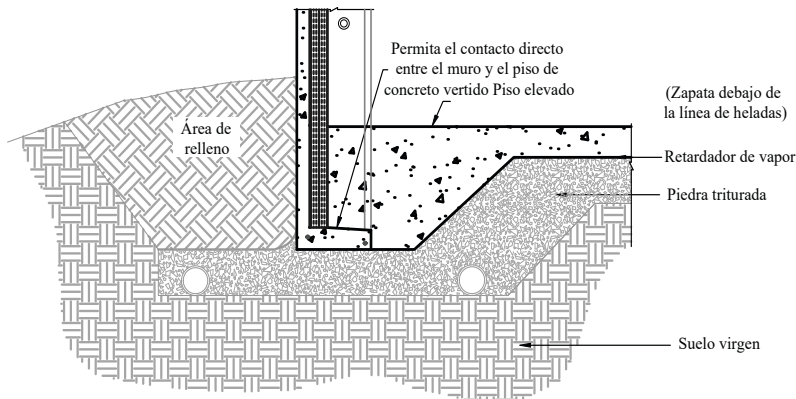 Permita el contacto directo
entre el muro y el piso de
concreto vertido Piso elevado
Área de
relleno
(Zapata debajo de
la línea de heladas)
Retardador de vapor
Piedra triturada
Suelo virgen